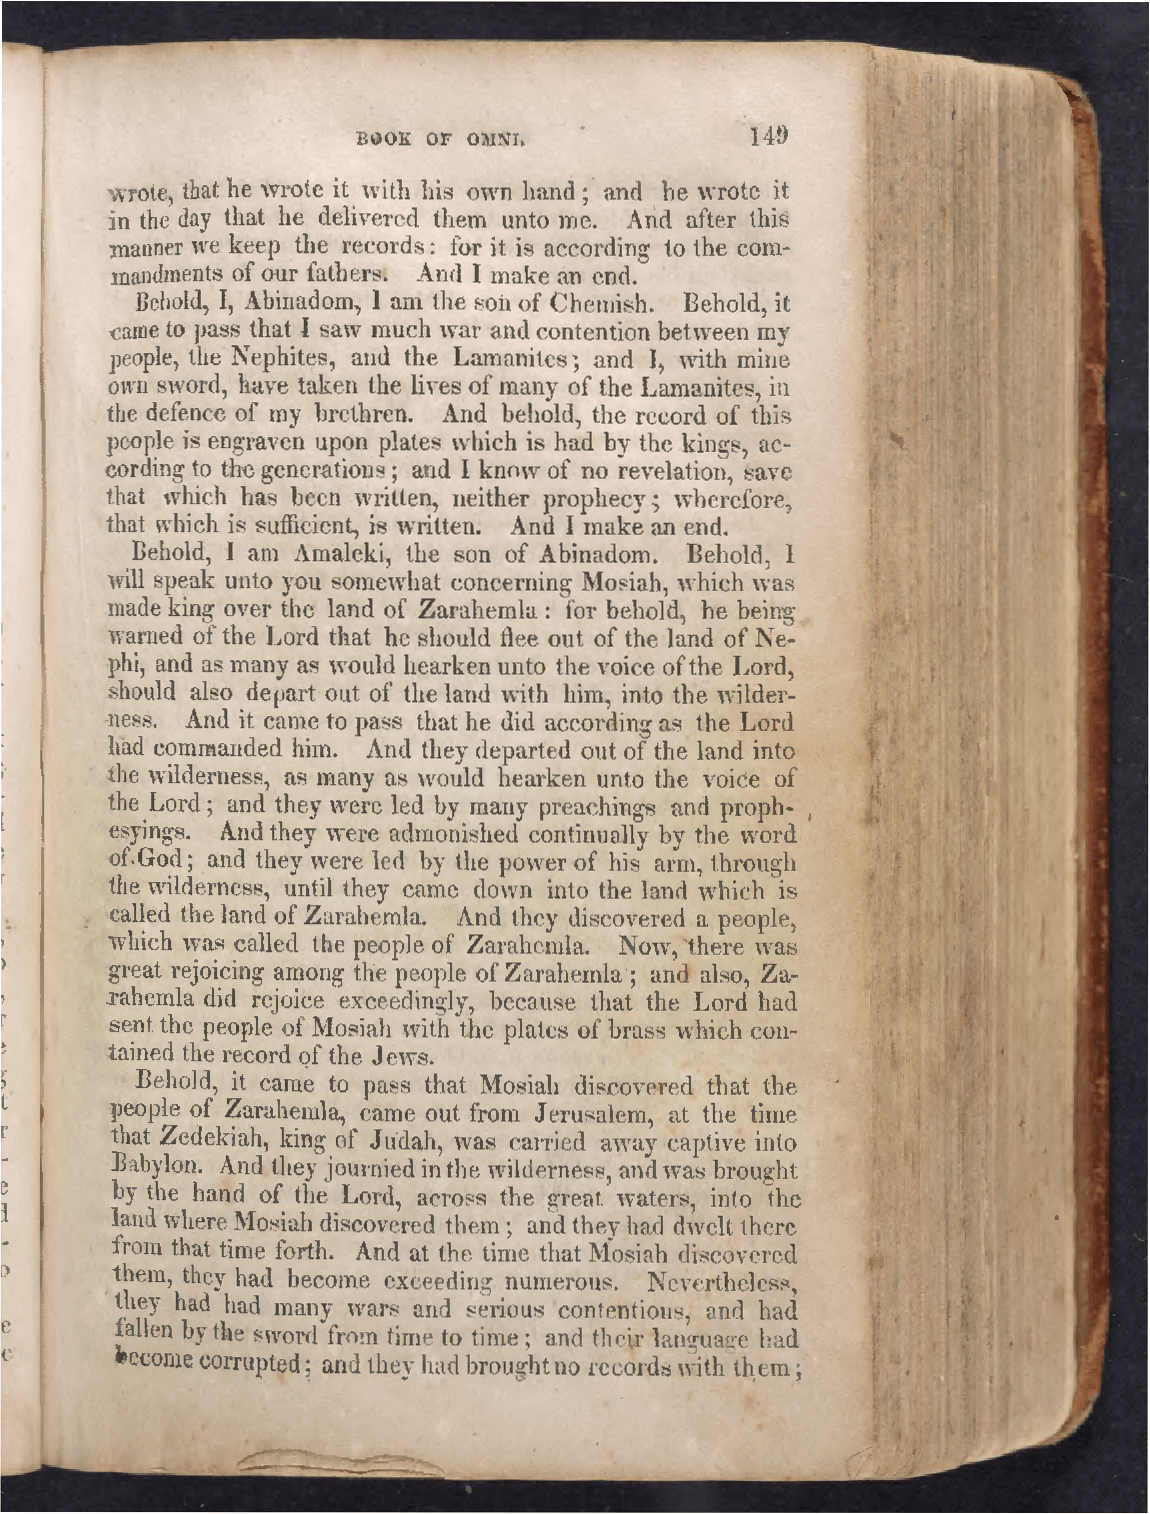 BOOK OF OMNI. 149
wrote, that he wrote it with his own hand; and he wrote it
in the day that he delivered them unto me. And after this
manner we keep the records: for it is according to the com-
mandments of our fathers. And I make an end.
Behold, I, Abinadom, I am the son of Chemish. Behold, it
came to pass that I saw much war and contention between my
people, the Nephites, and the Lamanites; and I, with mine
own sword, have taken the lives of many of the Lamanites, in
the defence of my brethren. And behold, the record of this
people is engraven upon plates which is had by the kings, ac-
cording to the generations; and I know of no revelation, save
that which has been written, neither prophecy; wherefore,
that which is sufficient, is written. And I make an end.
Behold, I am Amaleki, the son of Abinadom. Behold, I
will speak unto you somewhat concerning Mosiah, which was
made king over the land of Zarahemla: for behold, he being
warned of the Lord that he should flee out of the land of Ne-
phi, and as many as would hearken unto the voice of the Lord,
should also depart out of the land with him, into the wilder-
ness. And it came to pass that he did according as the Lord
had commanded him. And they departed out of the land into
the wilderness, as many as would hearken unto the voice of
the Lord; and they were led by many preachings and proph-
esyings. And they were admonished continually by the word
of God; and they were led by the power of his arm, through
the wilderness, until they came down into the land which is
called the land of Zarahemla. And they discovered a people,
which was called the people of Zarahemla. Now, there was
great rejoicing among the people of Zarahemla; and also, Za-
rahemla did rejoice exceedingly, because that the Lord had
sent the people of Mosiah with the plates of brass which con-
tained the record of the Jews.
Behold, it came to pass that Mosiah discovered that the
people of Zarahemla, came out from Jerusalem, at the time
that Zedekiah, king of Judah, was carried away captive into
Babylon. And they journied in the wilderness, and was brought
by the hand of the Lord, across the great waters, into the
land where Mosiah discovered them; and they had dwelt there
from that time forth. And at the time that Mosiah discovered
them, they had become exceeding numerous. Nevertheless,
they had had many wars and serious contentions, and had
fallen by the sword from time to time; and their language had
become corrupted; and they had brought no records with them;